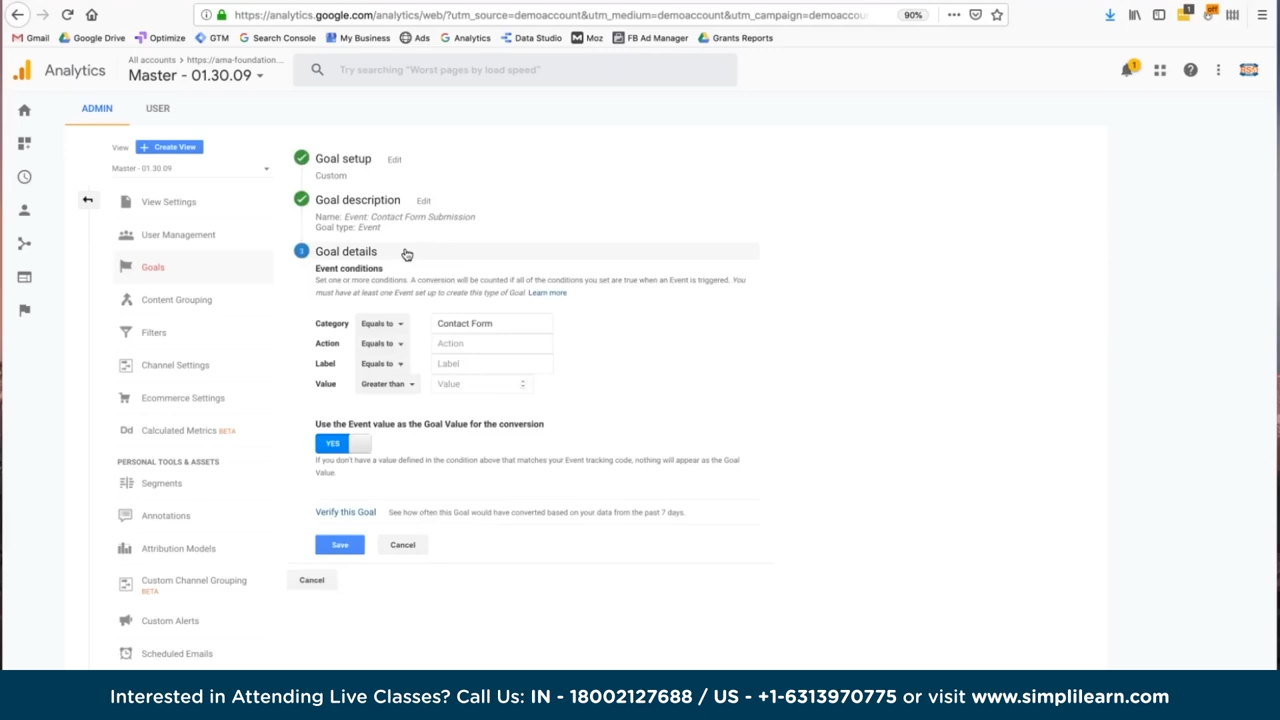 https://analytics.google.com/analytics/web/?utm_source=demoaccount&utm_medium=demoaccount&utm_campaign=demoaccou
90%
1
off
Gmail Google Drive Optimize GTM Search Console My Business Ads Analytics Data Studio Moz FB Ad Manager Grants Reports
Analytics
All accounts > https://ama-foundation...
Master - 01.30.09
Try searching "Worst pages by load speed"
1
ADMIN USER
View + Create View
Master - 01.30.09
View Settings
User Management
Goals
Content Grouping
Filters
Channel Settings
Ecommerce Settings
Dd Calculated Metrics BETA
PERSONAL TOOLS & ASSETS
Segments
Annotations
Attribution Models
Custom Channel Grouping
BETA
Custom Alerts
Scheduled Emails
Goal setup Edit
Custom
Goal description Edit
Name: Event: Contact Form Submission
Goal type: Event
3 Goal details
Event conditions
Set one or more conditions. A conversion will be counted if all of the conditions you set are true when an Event is triggered. You
must have at least one Event set up to create this type of Goal. Learn more
Category Equals to Contact Form
Action Equals to Action
Label Equals to Label
Value Greater than Value
Use the Event value as the Goal Value for the conversion
YES
If you don't have a value defined in the condition above that matches your Event tracking code, nothing will appear as the Goal
Value.
Verify this Goal See how often this Goal would have converted based on your data from the past 7 days.
Save Cancel
Cancel
Interested in Attending Live Classes? Call Us: IN - 18002127688 / US - +1-6313970775 or visit www.simplilearn.com